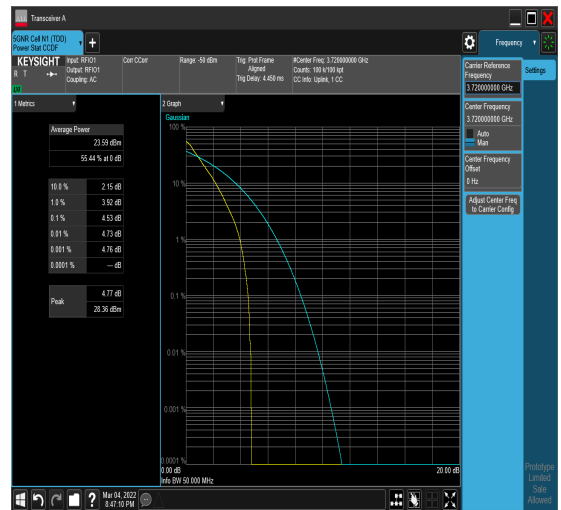 Transceiver A
5GNR Cell N1 (TDD)
Power Stat CCDF
Frequency
KEYSIGHT
R T
LXI
Input: RFIO1
Output: RFIO1
Coupling: AC
Corr CCorr
Range: -50 dBm
Trig: Prot Frame
Aligned
Trig Delay: 4.450 ms
#Center Freq: 3.720000000 GHz
Counts: 100 k/100 kpt
CC Info: Uplink, 1 CC
Carrier Reference
Frequency
3.720000000 GHz
Settings
Center Frequency
3.720000000 GHz
Auto
Man
Center Frequency
Offset
0 Hz
Adjust Center Freq
to Carrier Config
1 Metrics
Average Power
23.59 dBm
55.44 % at 0 dB
10.0 % 2.15 dB
1.0 % 3.92 dB
0.1 % 4.53 dB
0.01 % 4.73 dB
0.001 % 4.76 dB
0.0001 % --- dB
Peak
4.77 dB
28.36 dBm
2 Graph
Gaussian
100 %
10 %
1 %
0.1 %
0.01 %
0.001 %
0.0001 %
0.00 dB
20.00 dB
Info BW 50.000 MHz
Mar 04, 2022
8:47:10 PM
Prototype
Limited
Sale
Allowed